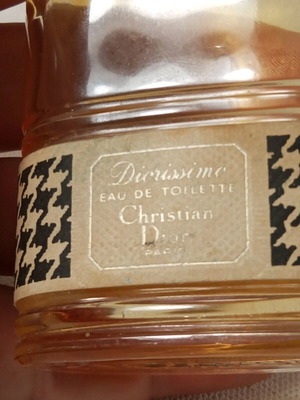 Diorissimo
EAU DE TOILETTE
Christian
Dior
PARIS